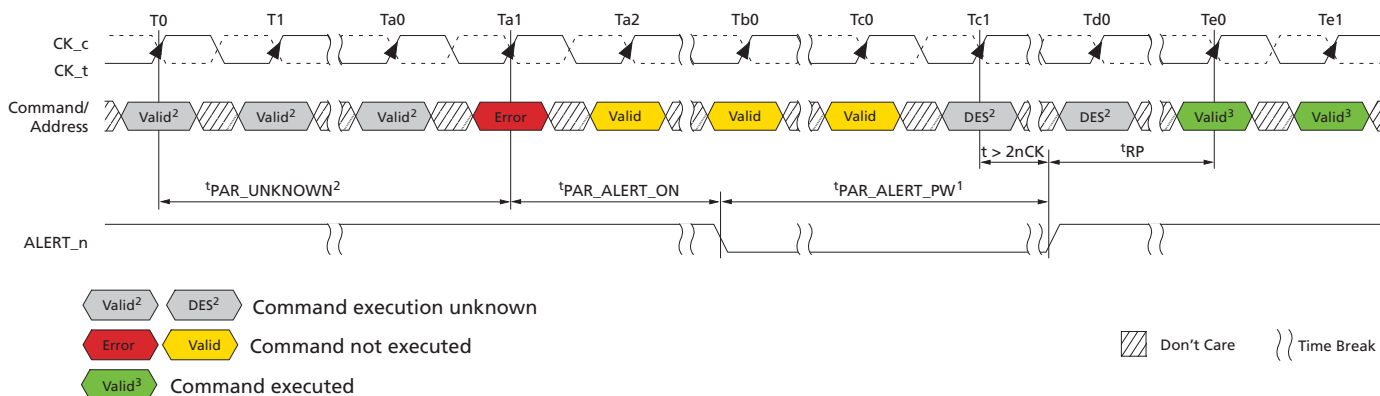 T0 T1 Ta0 Ta1 Ta2 Tb0 Tc0 Tc1 Td0 Te0 Te1
CK_c
CK_t
Command/
Address
Valid² Valid² Valid² Error Valid Valid Valid DES² DES² Valid³ Valid³
t > 2nCK ᵗRP
ᵗPAR_UNKNOWN² ᵗPAR_ALERT_ON ᵗPAR_ALERT_PW¹
ALERT_n
Valid² DES² Command execution unknown
Error Valid Command not executed
Don't Care Time Break
Valid³ Command executed